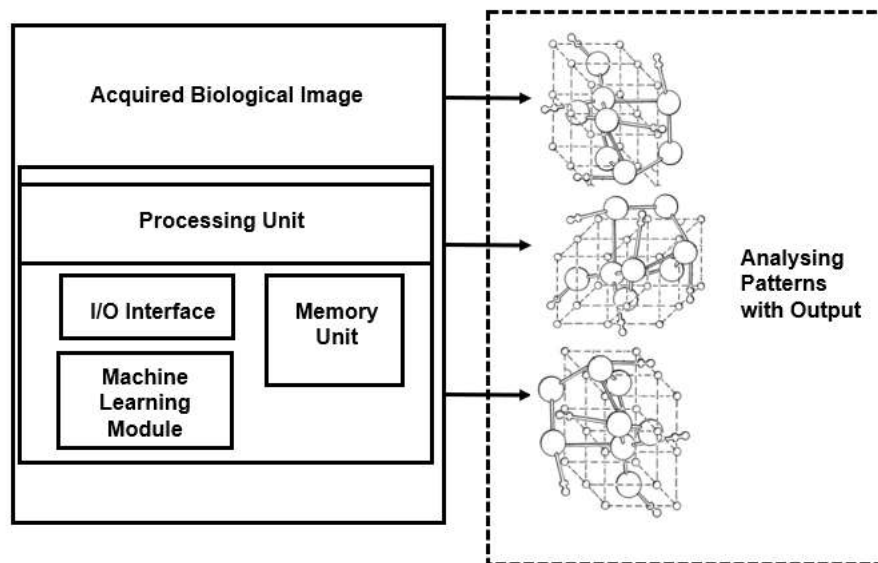 Acquired Biological Image
Processing Unit
I/O Interface
Memory
Unit
Machine
Learning
Module
Analysing
Patterns
with Output